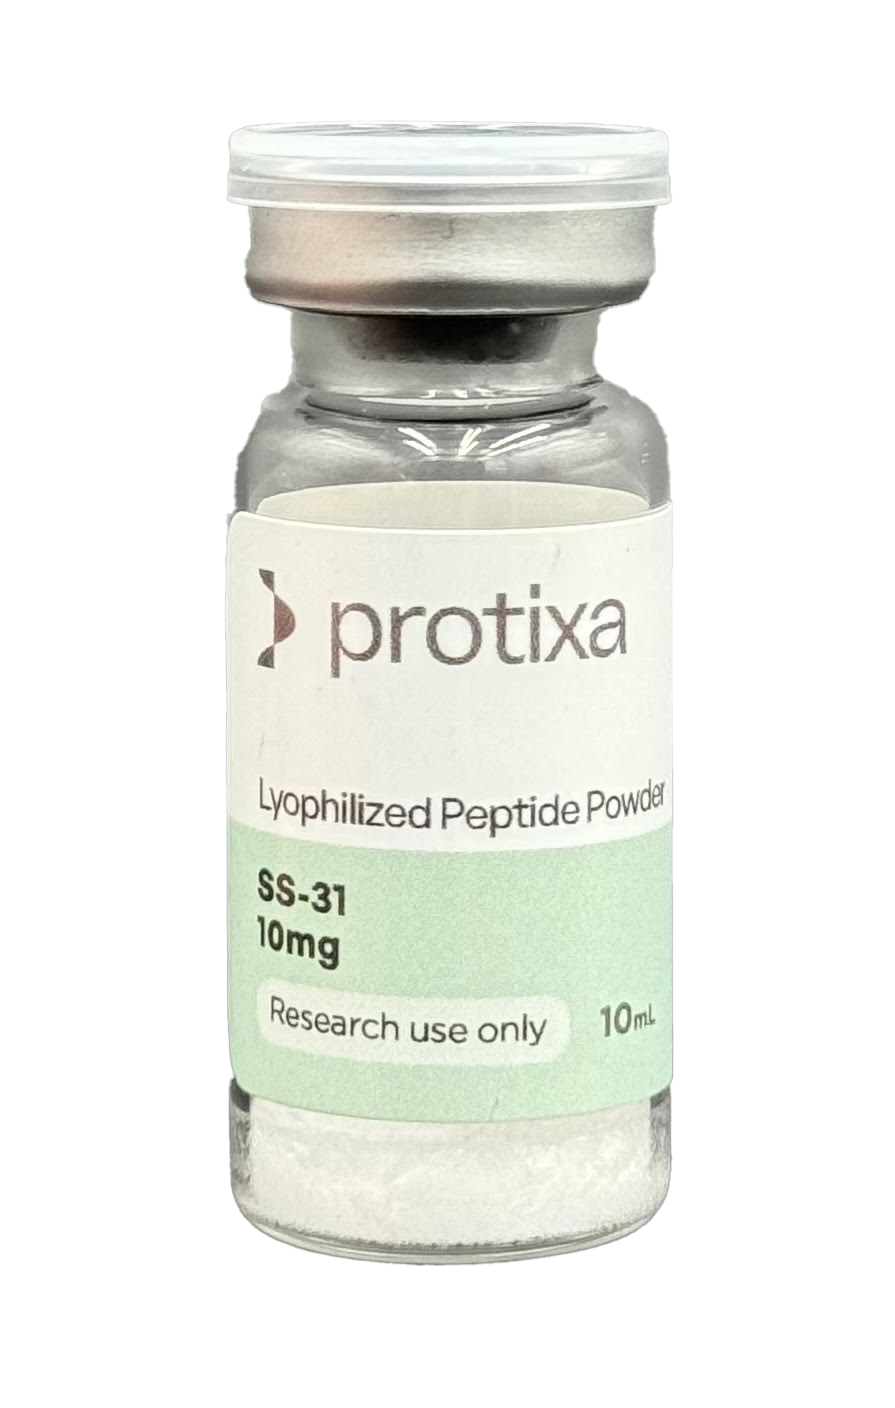 protixa
Lyophilized Peptide Powder
SS-31
10mg
Research use only
10mL